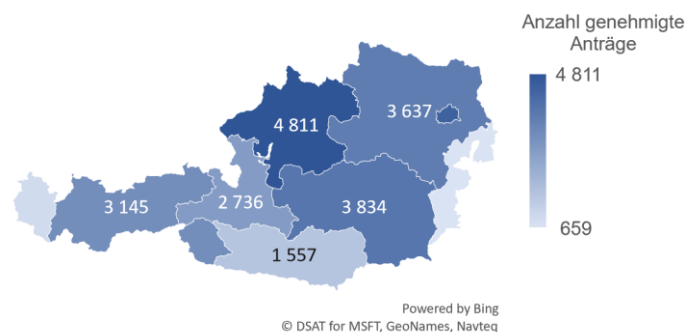 Anzahl genehmigte
Anträge
4 811
659
4 811
3 637
3 145
2 736
3 834
1 557
Powered by Bing
© DSAT for MSFT, GeoNames, Navteq